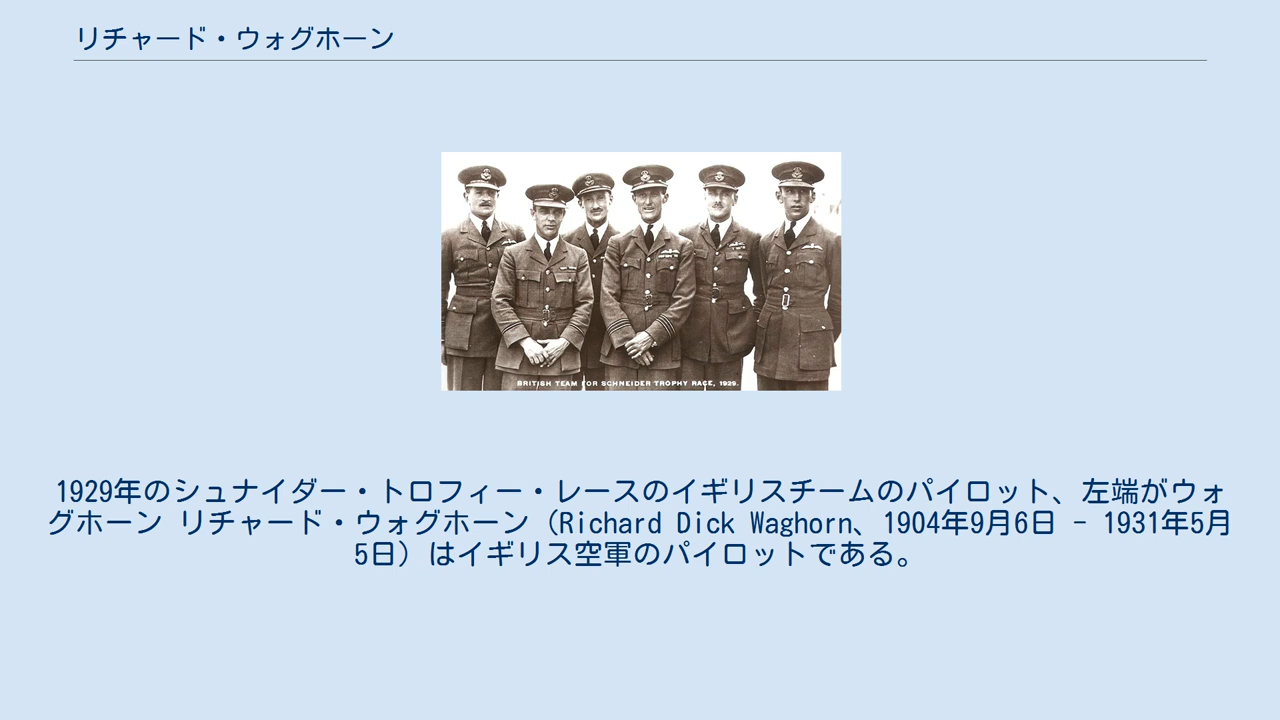 リチャード・ウォグホーン
BRITISH TEAM FOR SCHNEIDER TROPHY RACE, 1929.
1929年のシュナイダー・トロフィー・レースのイギリスチームのパイロット、左端がウォ
グホーン リチャード・ウォグホーン（Richard Dick Waghorn、1904年9月6日 - 1931年5月
5日）はイギリス空軍のパイロットである。